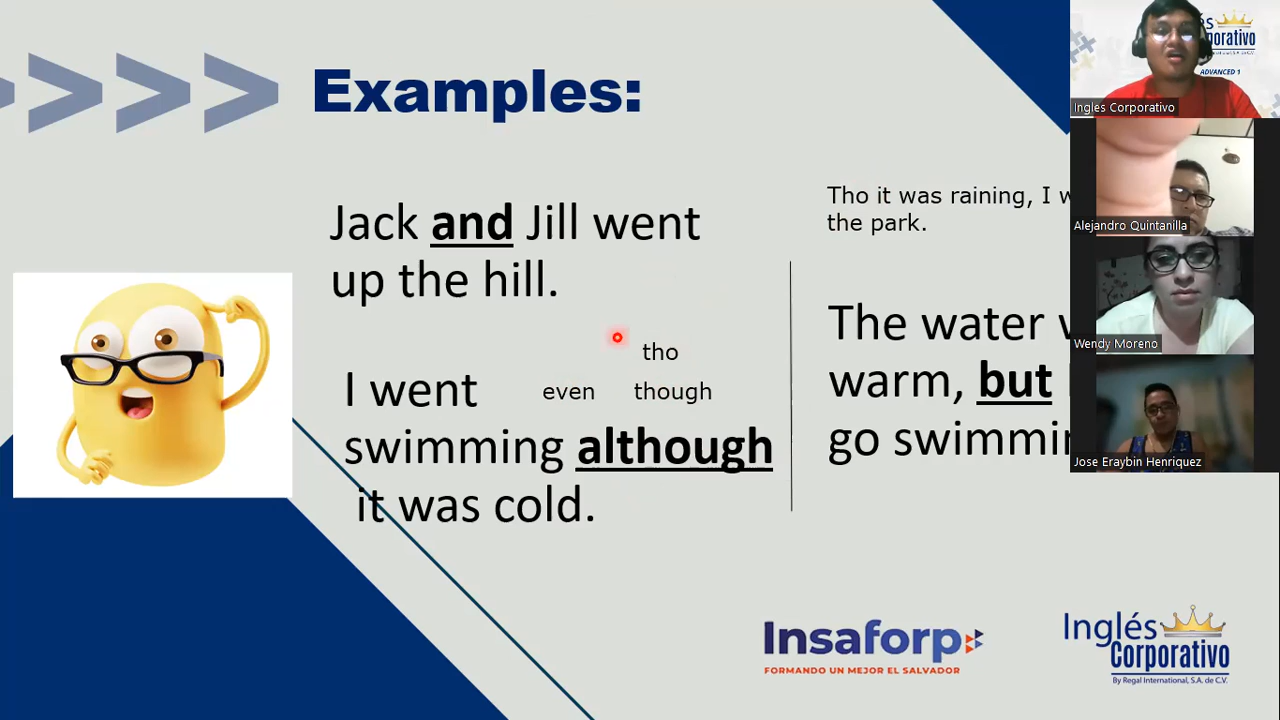 Examples:
Jack and Jill went
up the hill.
tho
even though
I went
swimming although
it was cold.
Tho it was raining, I
the park.
The water
warm, but
go
Insaforp
FORMANDO UN MEJOR EL SALVADOR
Inglés
Corporativo
By Regal International, S.A. de C.V.
ADVANCED 1
Ingles Corporativo
Alejandro Quintanilla
Wendy Moreno
Jose Eraybin Henriquez